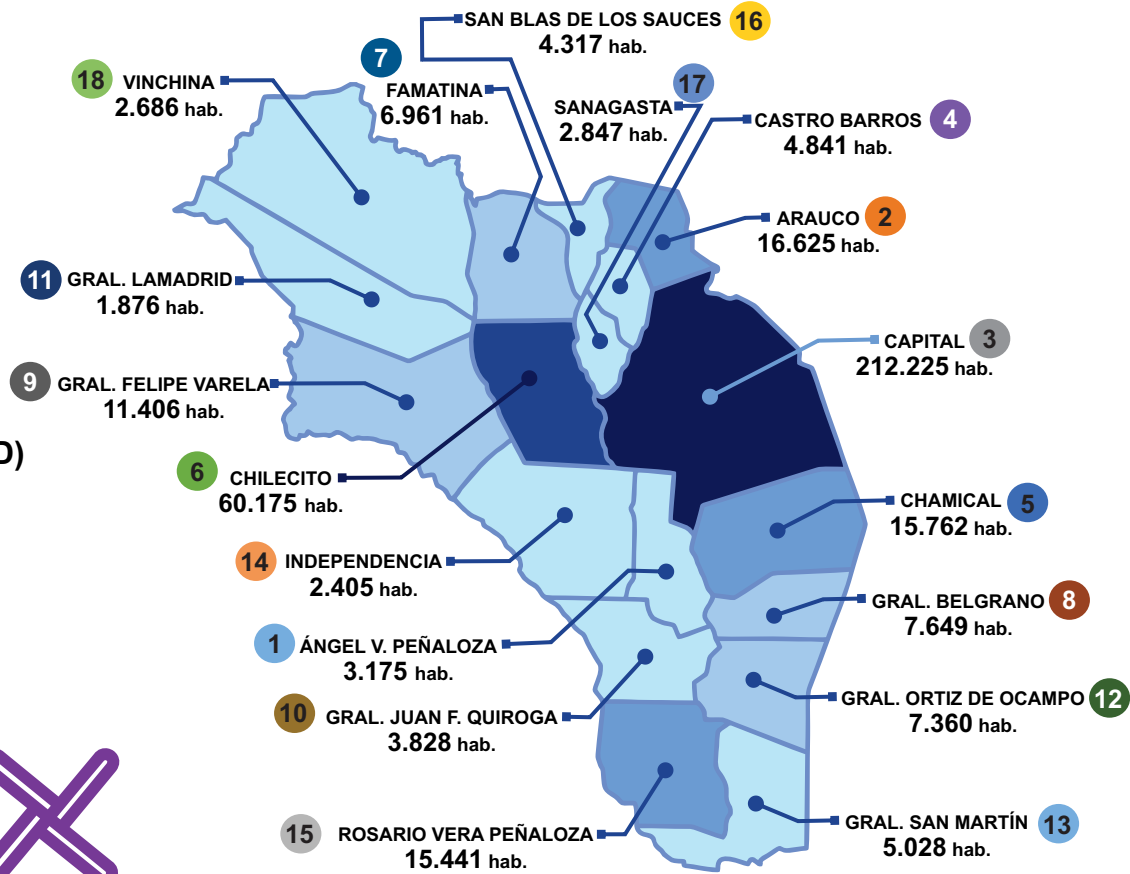 SAN BLAS DE LOS SAUCES 16
4.317 hab.
7
FAMATINA
6.961 hab.
18 VINCHINA
2.686 hab.
17
SANAGASTA
2.847 hab.
CASTRO BARROS 4
4.841 hab.
ARAUCO 2
16.625 hab.
11 GRAL. LAMADRID
1.876 hab.
CAPITAL 3
212.225 hab.
9 GRAL. FELIPE VARELA
11.406 hab.
D)
6 CHILECITO
60.175 hab.
CHAMICAL 5
15.762 hab.
14 INDEPENDENCIA
2.405 hab.
GRAL. BELGRANO 8
7.649 hab.
1 ÁNGEL V. PEÑALOZA
3.175 hab.
GRAL. ORTIZ DE OCAMPO 12
7.360 hab.
10 GRAL. JUAN F. QUIROGA
3.828 hab.
15 ROSARIO VERA PEÑALOZA
15.441 hab.
GRAL. SAN MARTÍN 13
5.028 hab.